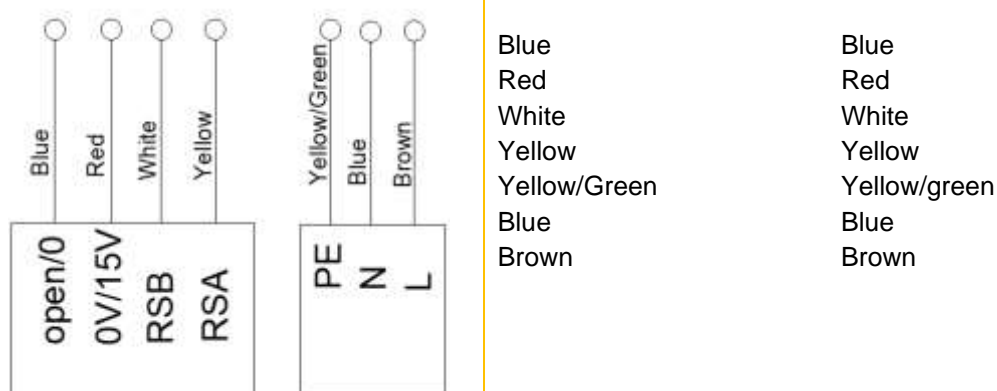 Blue
Red
White
Yellow
Yellow/Green
Blue
Brown
open/0
0V/15V
RSB
RSA
PE
N
L
Blue Blue
Red Red
White White
Yellow Yellow
Yellow/Green Yellow/green
Blue Blue
Brown Brown